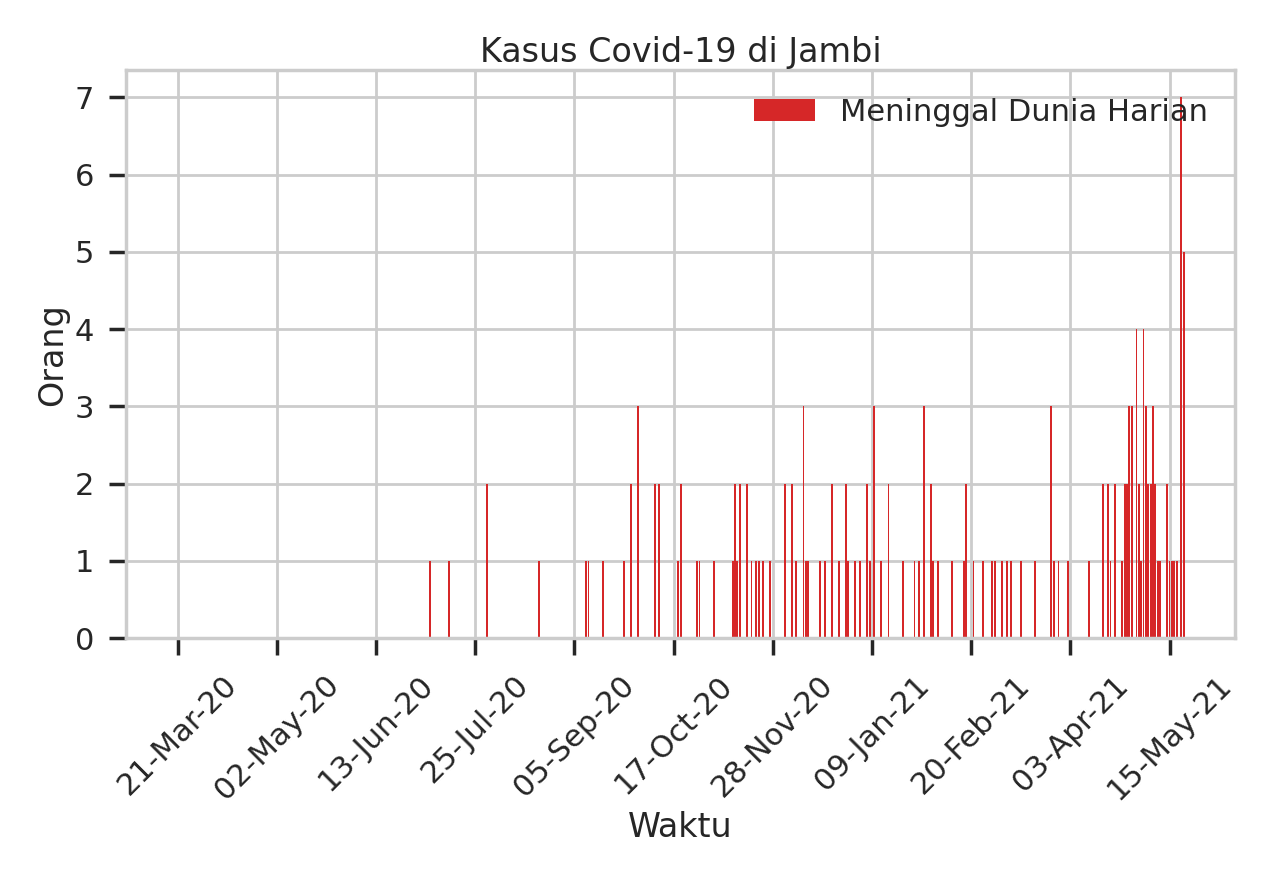 Kasus Covid-19 di Jambi
Meninggal Dunia Harian
Orang
7
6
5
4
3
2
1
0
21-Mar-20
02-May-20
13-Jun-20
25-Jul-20
05-Sep-20
17-Oct-20
28-Nov-20
09-Jan-21
20-Feb-21
03-Apr-21
15-May-21
Waktu